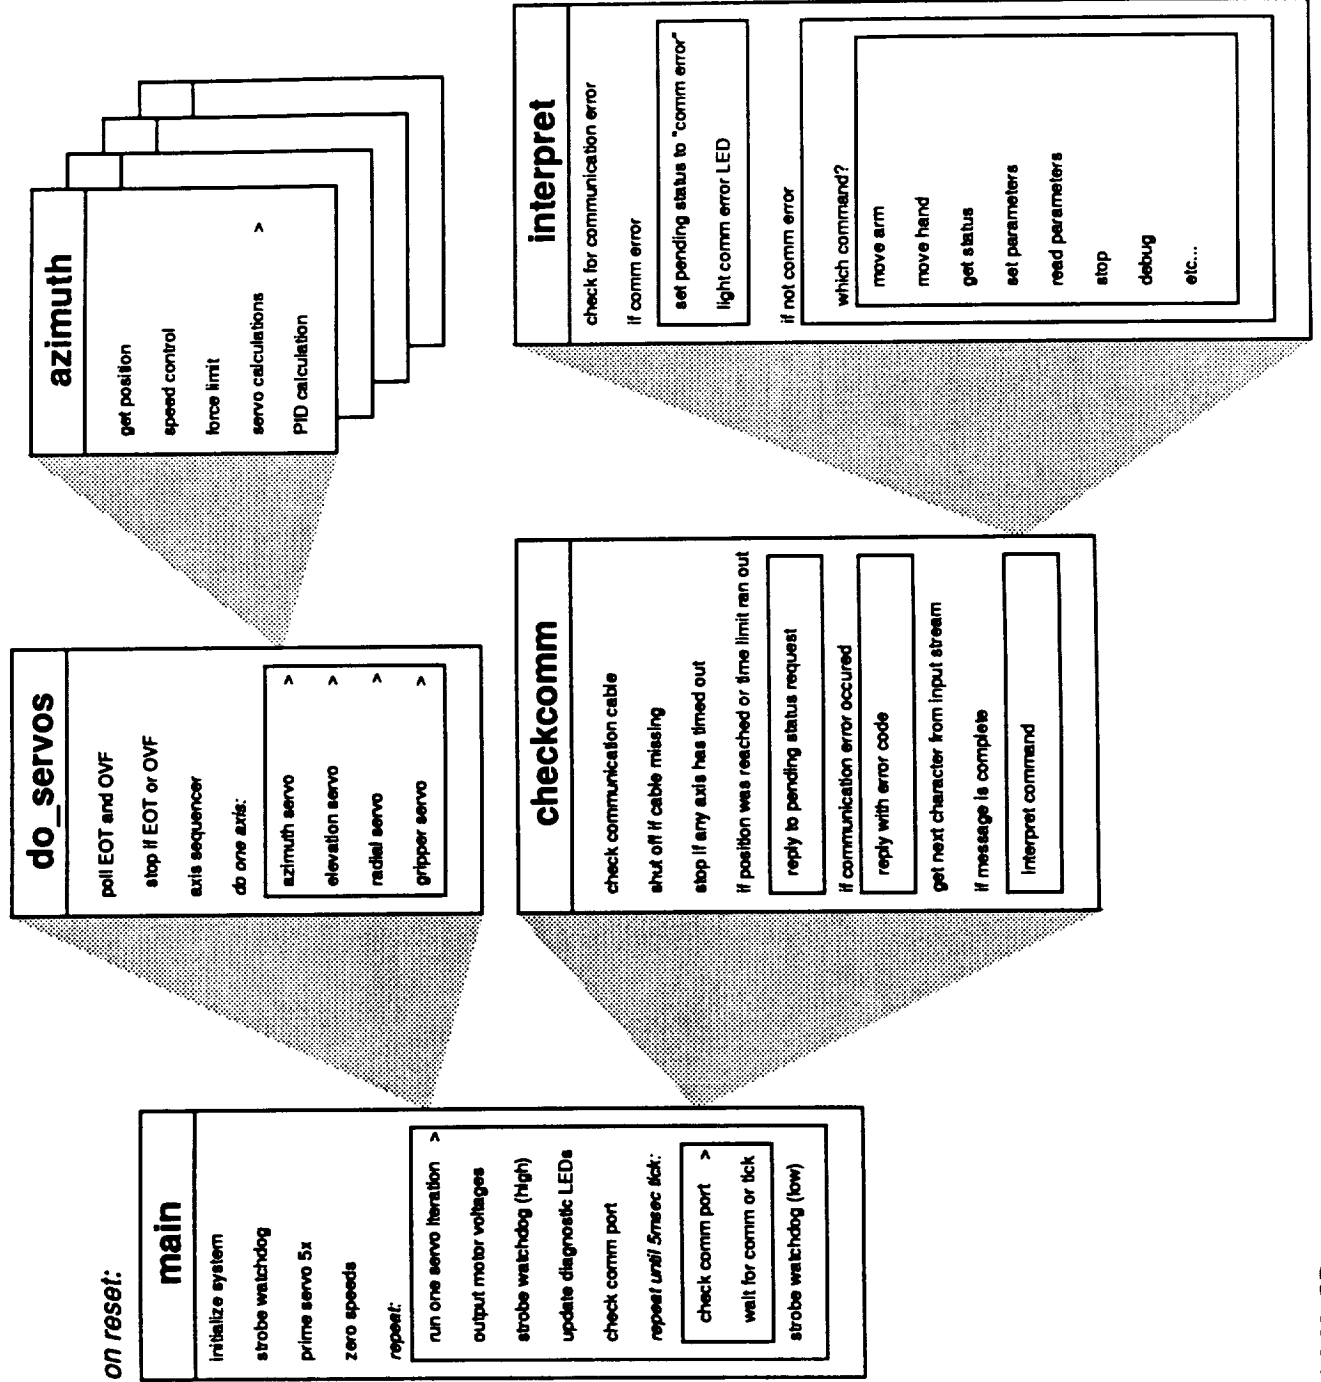 on reset:
main
initialize system
strobe watchdog
prime servo 5x
zero speeds
repeat:
run one servo iteration >
output motor voltages
strobe watchdog (high)
update diagnostic LEDs
check comm port
repeat until 5msec tick:
check comm port >
wait for comm or tick
strobe watchdog (low)
do_servos
poll EOT and OVF
stop if EOT or OVF
axis sequencer
do one axis:
azimuth servo >
elevation servo >
radial servo >
gripper servo >
azimuth
get position
speed control
force limit
servo calculations >
PID calculation
checkcomm
check communication cable
shut off if cable missing
stop if any axis has timed out
if position was reached or time limit ran out
reply to pending status request
if communication error occured
reply with error code
get next character from input stream
if message is complete
interpret command
interpret
check for communication error
if comm error
set pending status to "comm error"
light comm error LED
if not comm error
which command?
move arm
move hand
get status
set parameters
read parameters
stop
debug
etc...